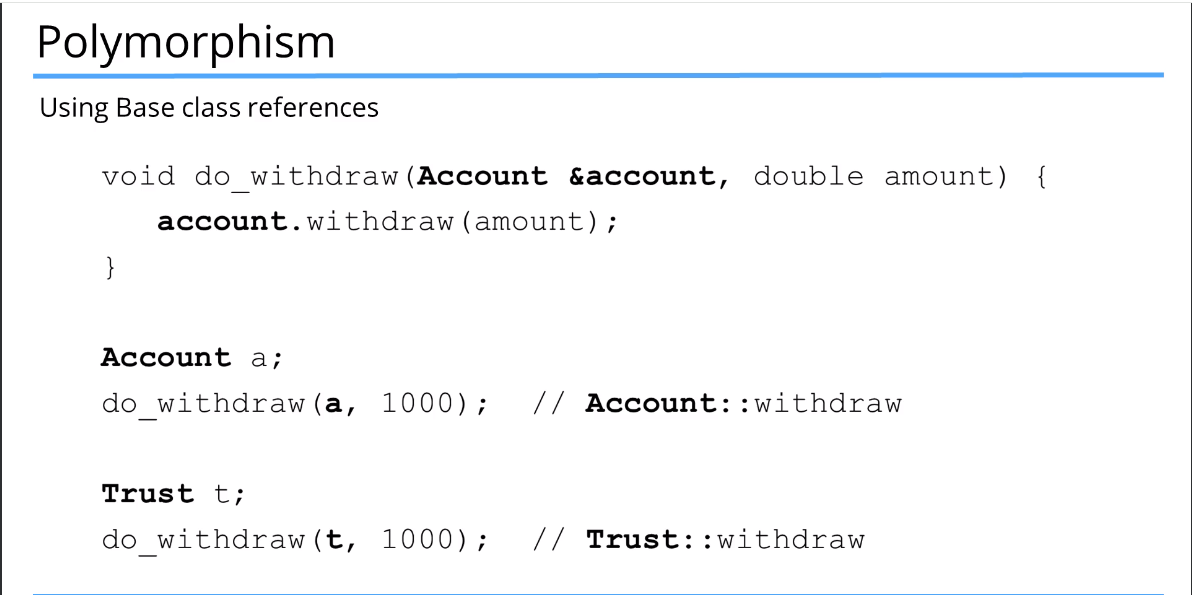 Polymorphism
Using Base class references
void do_withdraw(Account &account, double amount) {
account.withdraw(amount);
}
Account a;
do_withdraw(a, 1000);  // Account::withdraw
Trust t;
do_withdraw(t, 1000);  // Trust::withdraw